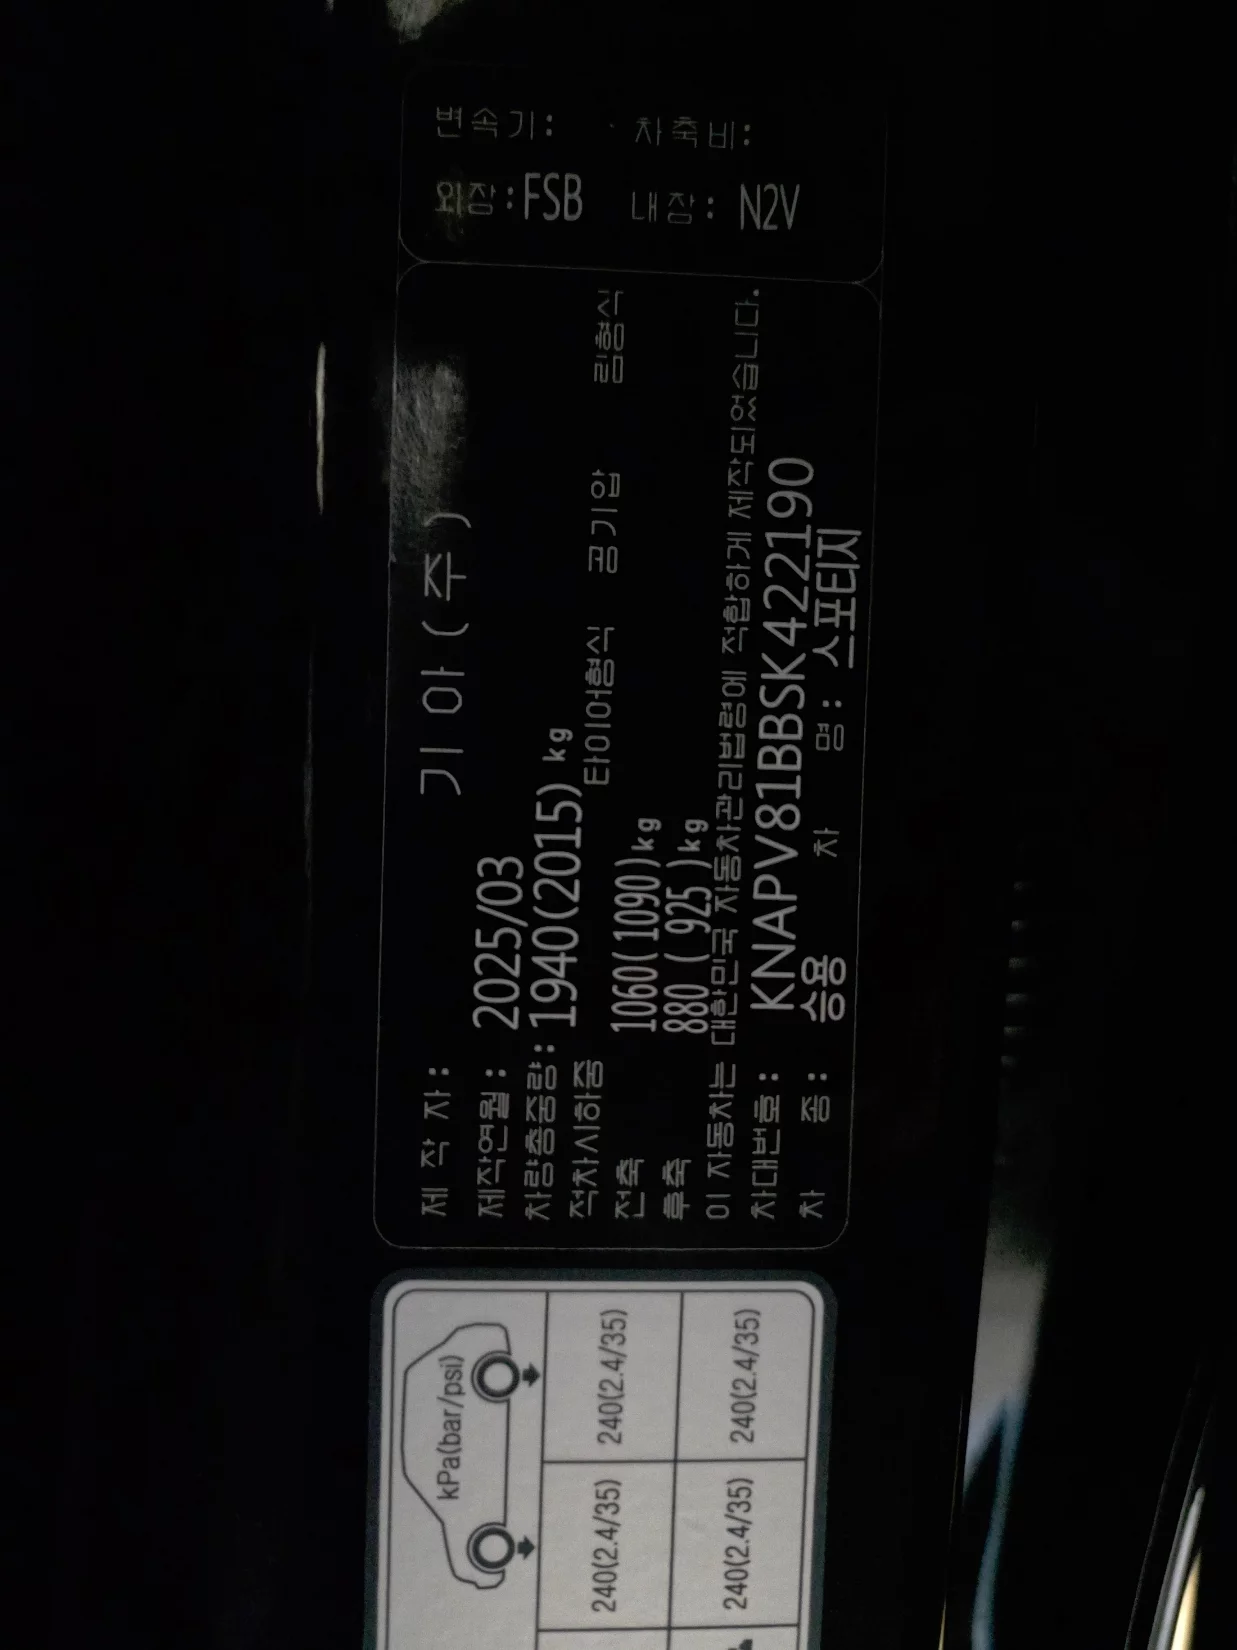 변속기: 차축비:
외장:FSB 내장: N2V
제 작 자: 기 아 (주)
제작연월: 2025/03
차량총중량: 1940(2015) kg
적차시하중 타이어형식 공기압 림형식
전축 1060(1090)kg
후축 880 ( 925 )kg
이 자동차는 대한민국 자동차관리법령에 적합하게 제작되었습니다.
차대번호: KNAPV81BBSK422190
차 종: 승용 차 명: 스포티지
kPa(bar/psi)
240(2.4/35) 240(2.4/35)
240(2.4/35) 240(2.4/35)